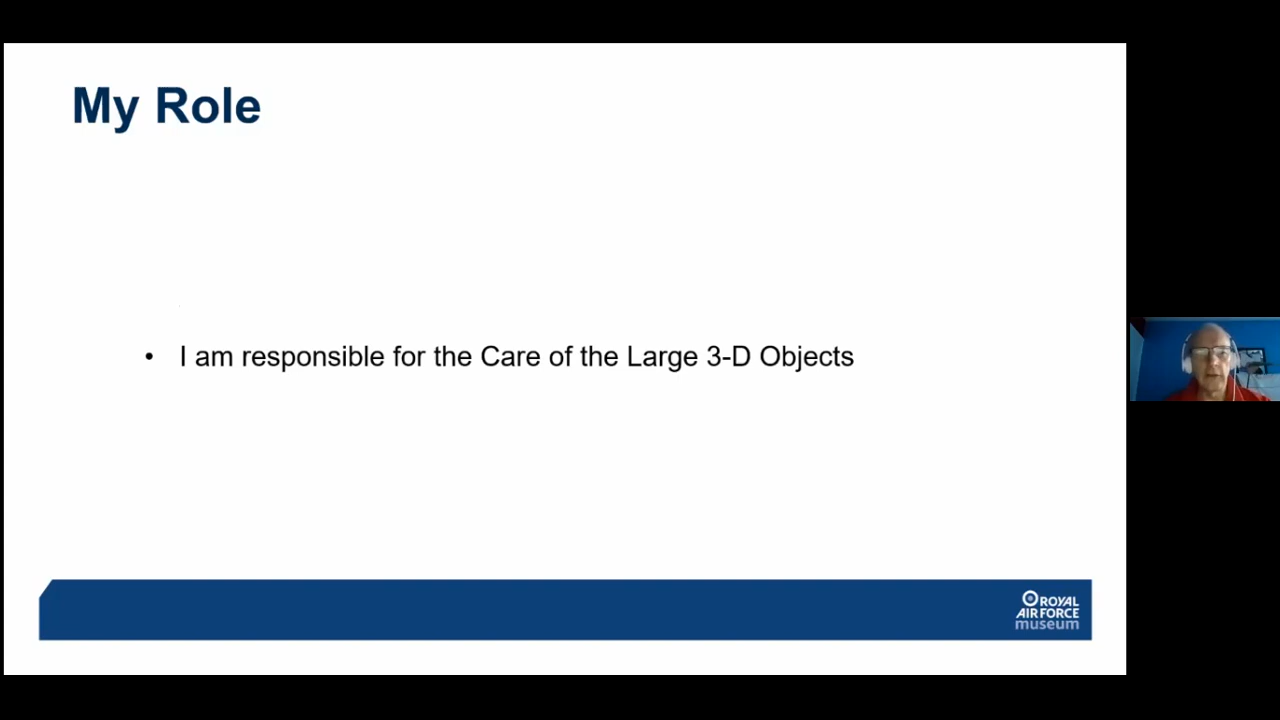 My Role
• I am responsible for the Care of the Large 3-D Objects
ROYAL
AIR FORCE
museum